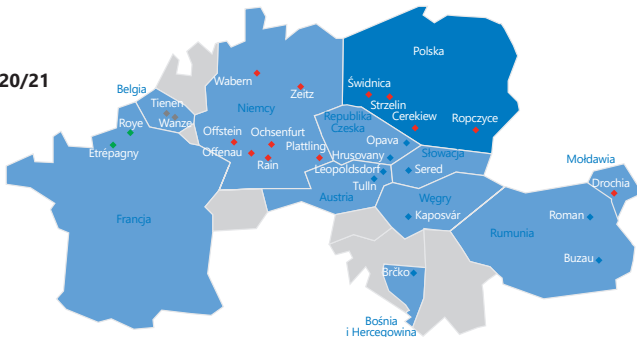 20/21
Polska
Świdnica
Strzelin
Cerekiew
Ropczyce
Belgia
Tienen
Wanze
Wabern
Zeitz
Niemcy
Offstein
Ochsenfurt
Offenau
Rain
Plattling
Roye
Etrépagny
Francja
Republika
Czeska
Opava
Hrusovany
Słowacja
Sered
Leopoldsdorf
Tulln
Austria
Węgry
Kaposvár
Mołdawia
Drochia
Roman
Rumunia
Buzau
Brčko
Bośnia
i Hercegowina